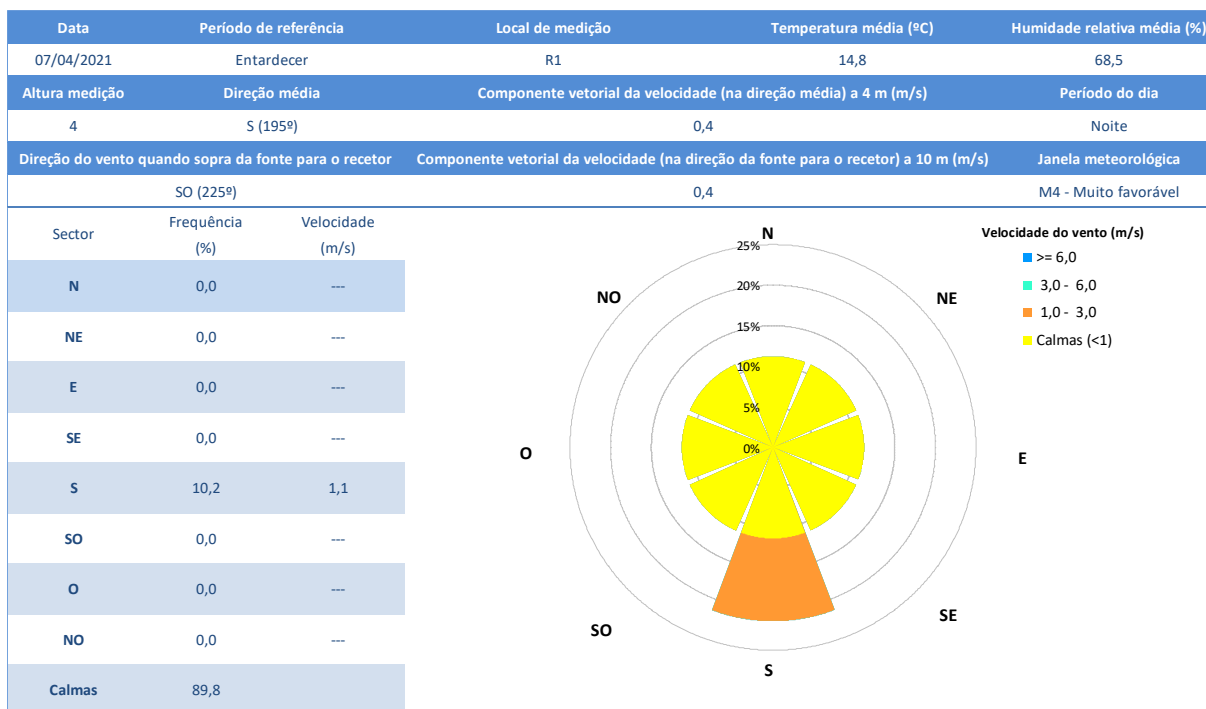 Data Período de referência Local de medição Temperatura média (ºC) Humidade relativa média (%)
07/04/2021 Entardecer R1 14,8 68,5
Altura medição Direção média Componente vetorial da velocidade (na direção média) a 4 m (m/s) Período do dia
4 S (195º) 0,4 Noite
Direção do vento quando sopra da fonte para o recetor Componente vetorial da velocidade (na direção da fonte para o recetor) a 10 m (m/s) Janela meteorológica
SO (225º) 0,4 M4 - Muito favorável
Sector Frequência (%) Velocidade (m/s)
N 0,0 ---
NE 0,0 ---
E 0,0 ---
SE 0,0 ---
S 10,2 1,1
SO 0,0 ---
O 0,0 ---
NO 0,0 ---
Calmas 89,8
N
NE
E
SE
S
SO
O
NO
25%
20%
15%
10%
5%
0%
Velocidade do vento (m/s)
>= 6,0
3,0 - 6,0
1,0 - 3,0
Calmas (<1)